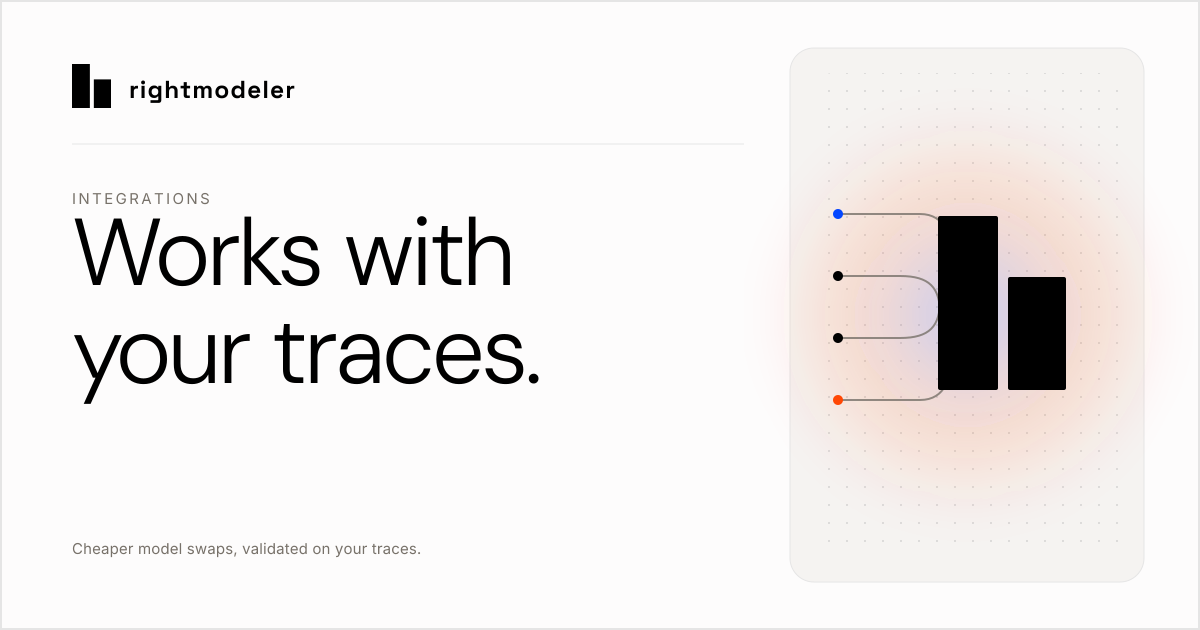 rightmodeler
INTEGRATIONS
Works with
your traces.
Cheaper model swaps, validated on your traces.